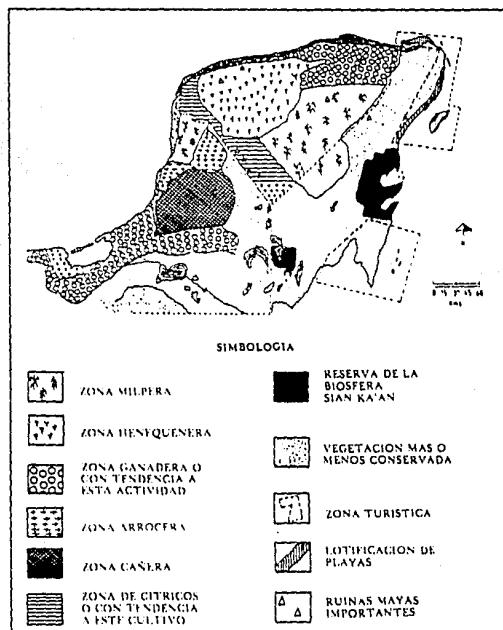 SIMBOLOGIA
ZONA MILPERA
ZONA HENEQUENERA
ZONA GANADERA O
CON TENDENCIA A
ESTA ACTIVIDAD
ZONA ARROCERA
ZONA CAÑERA
ZONA DE CITRICOS
O CON TENDENCIA
A ESTE CULTIVO
RESERVA DE LA
BIOSFERA
SIAN KA'AN
VEGETACION MAS O
MENOS CONSERVADA
ZONA TURISTICA
LOTIFICACION DE
PLAYAS
RUINAS MAYAS
IMPORTANTES